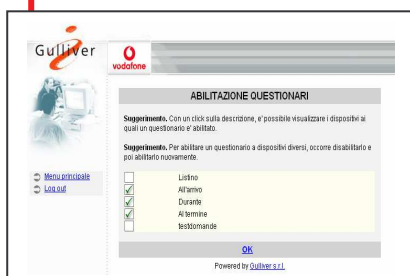 Gulliver
vodafone
ABILITAZIONE QUESTIONARI
Suggerimento. Con un click sulla descrizione, e' possibile visualizzare i dispositivi ai
quali un questionario e' abilitato.
Suggerimento. Per abilitare un questionario a dispositivi diversi, occorre disabilitarlo e
poi abilitarlo nuovamente.
Menu principale
Log out
Listino
All'arrivo
Durante
Al termine
testdomande
OK
Powered by Gulliver s.r.l.